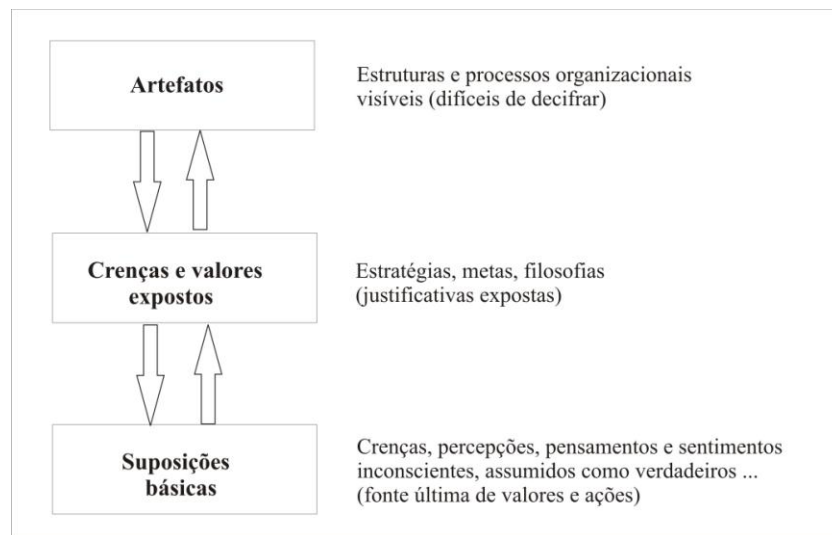 Artefatos
Estruturas e processos organizacionais
visíveis (difíceis de decifrar)
Crenças e valores
expostos
Estratégias, metas, filosofias
(justificativas expostas)
Suposições
básicas
Crenças, percepções, pensamentos e sentimentos
inconscientes, assumidos como verdadeiros ...
(fonte última de valores e ações)